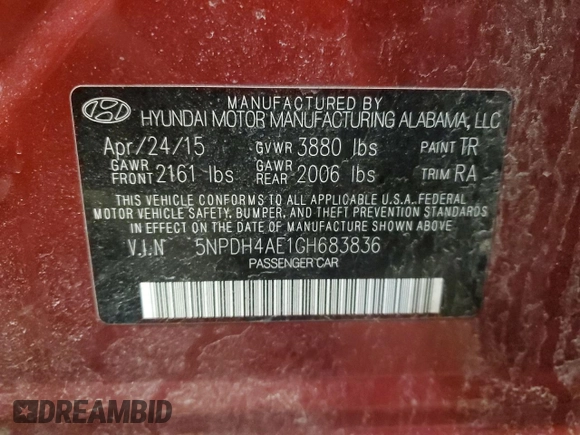 MANUFACTURED BY
HYUNDAI MOTOR MANUFACTURING ALABAMA, LLC
Apr/24/15 GVWR 3880 lbs PAINT TR
GAWR FRONT 2161 lbs GAWR REAR 2006 lbs TRIM RA
THIS VEHICLE CONFORMS TO ALL APPLICABLE U.S.A. FEDERAL
MOTOR VEHICLE SAFETY, BUMPER, AND THEFT PREVENTION STANDARDS
IN EFFECT ON THE DATE OF MANUFACTURE SHOWN ABOVE
V.I.N 5NPDH4AE1GH683836
PASSENGER CAR
DREAMBID